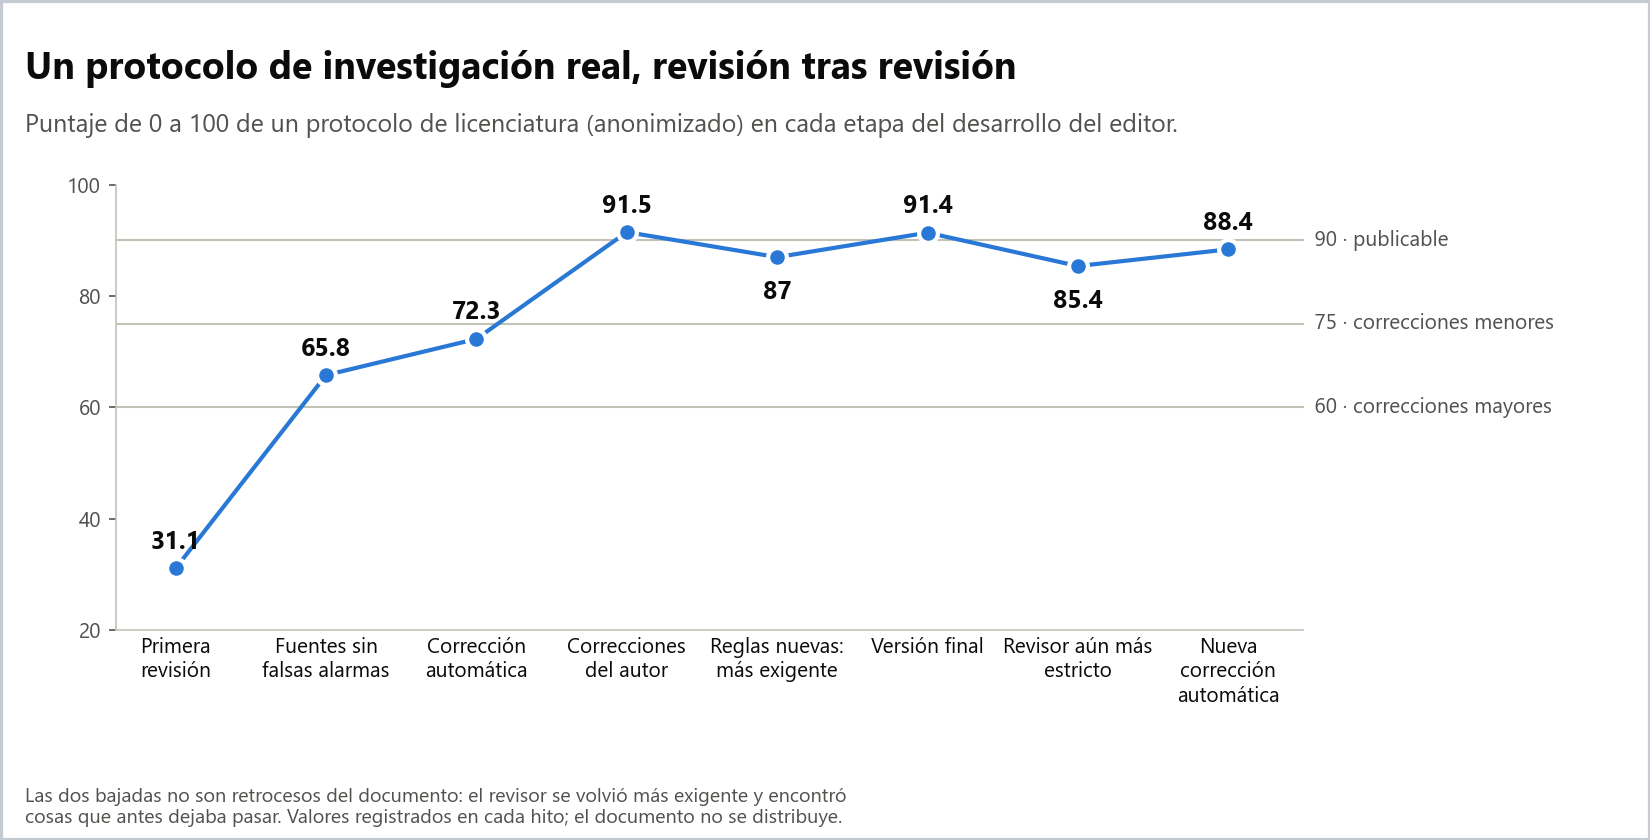 Un protocolo de investigación real, revisión tras revisión
Puntaje de 0 a 100 de un protocolo de licenciatura (anonimizado) en cada etapa del desarrollo del editor.
100
80
60
40
20
31.1
65.8
72.3
91.5
87
91.4
85.4
88.4
90 · publicable
75 · correcciones menores
60 · correcciones mayores
Primera
revisión
Fuentes sin
falsas alarmas
Corrección
automática
Correcciones
del autor
Reglas nuevas:
más exigente
Versión final
Revisor aún más
estricto
Nueva
corrección
automática
Las dos bajadas no son retrocesos del documento: el revisor se volvió más exigente y encontró
cosas que antes dejaba pasar. Valores registrados en cada hito; el documento no se distribuye.